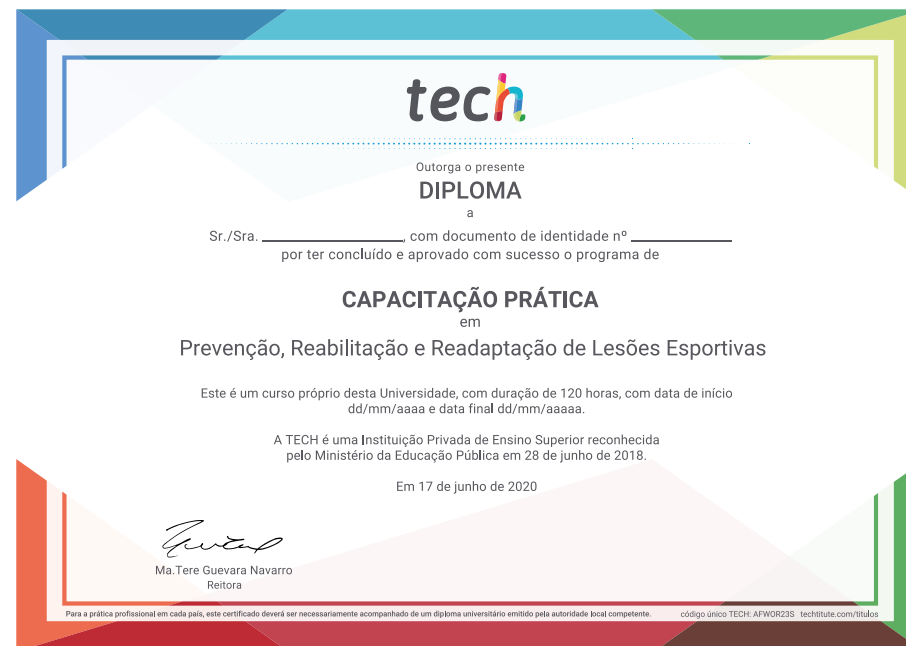 tech
Outorga o presente
DIPLOMA
a
Sr./Sra. ________________, com documento de identidade nº ____________
por ter concluído e aprovado com sucesso o programa de
CAPACITAÇÃO PRÁTICA
em
Prevenção, Reabilitação e Readaptação de Lesões Esportivas
Este é um curso próprio desta Universidade, com duração de 120 horas, com data de início
dd/mm/aaaa e data final dd/mm/aaaaa.
A TECH é uma Instituição Privada de Ensino Superior reconhecida
pelo Ministério da Educação Pública em 28 de junho de 2018.
Em 17 de junho de 2020
Ma.Tere Guevara Navarro
Reitora
Para a prática profissional em cada país, este certificado deverá ser necessariamente acompanhado de um diploma universitário emitido pela autoridade local competente. código único TECH: AFWOR23S techtitute.com/titulos